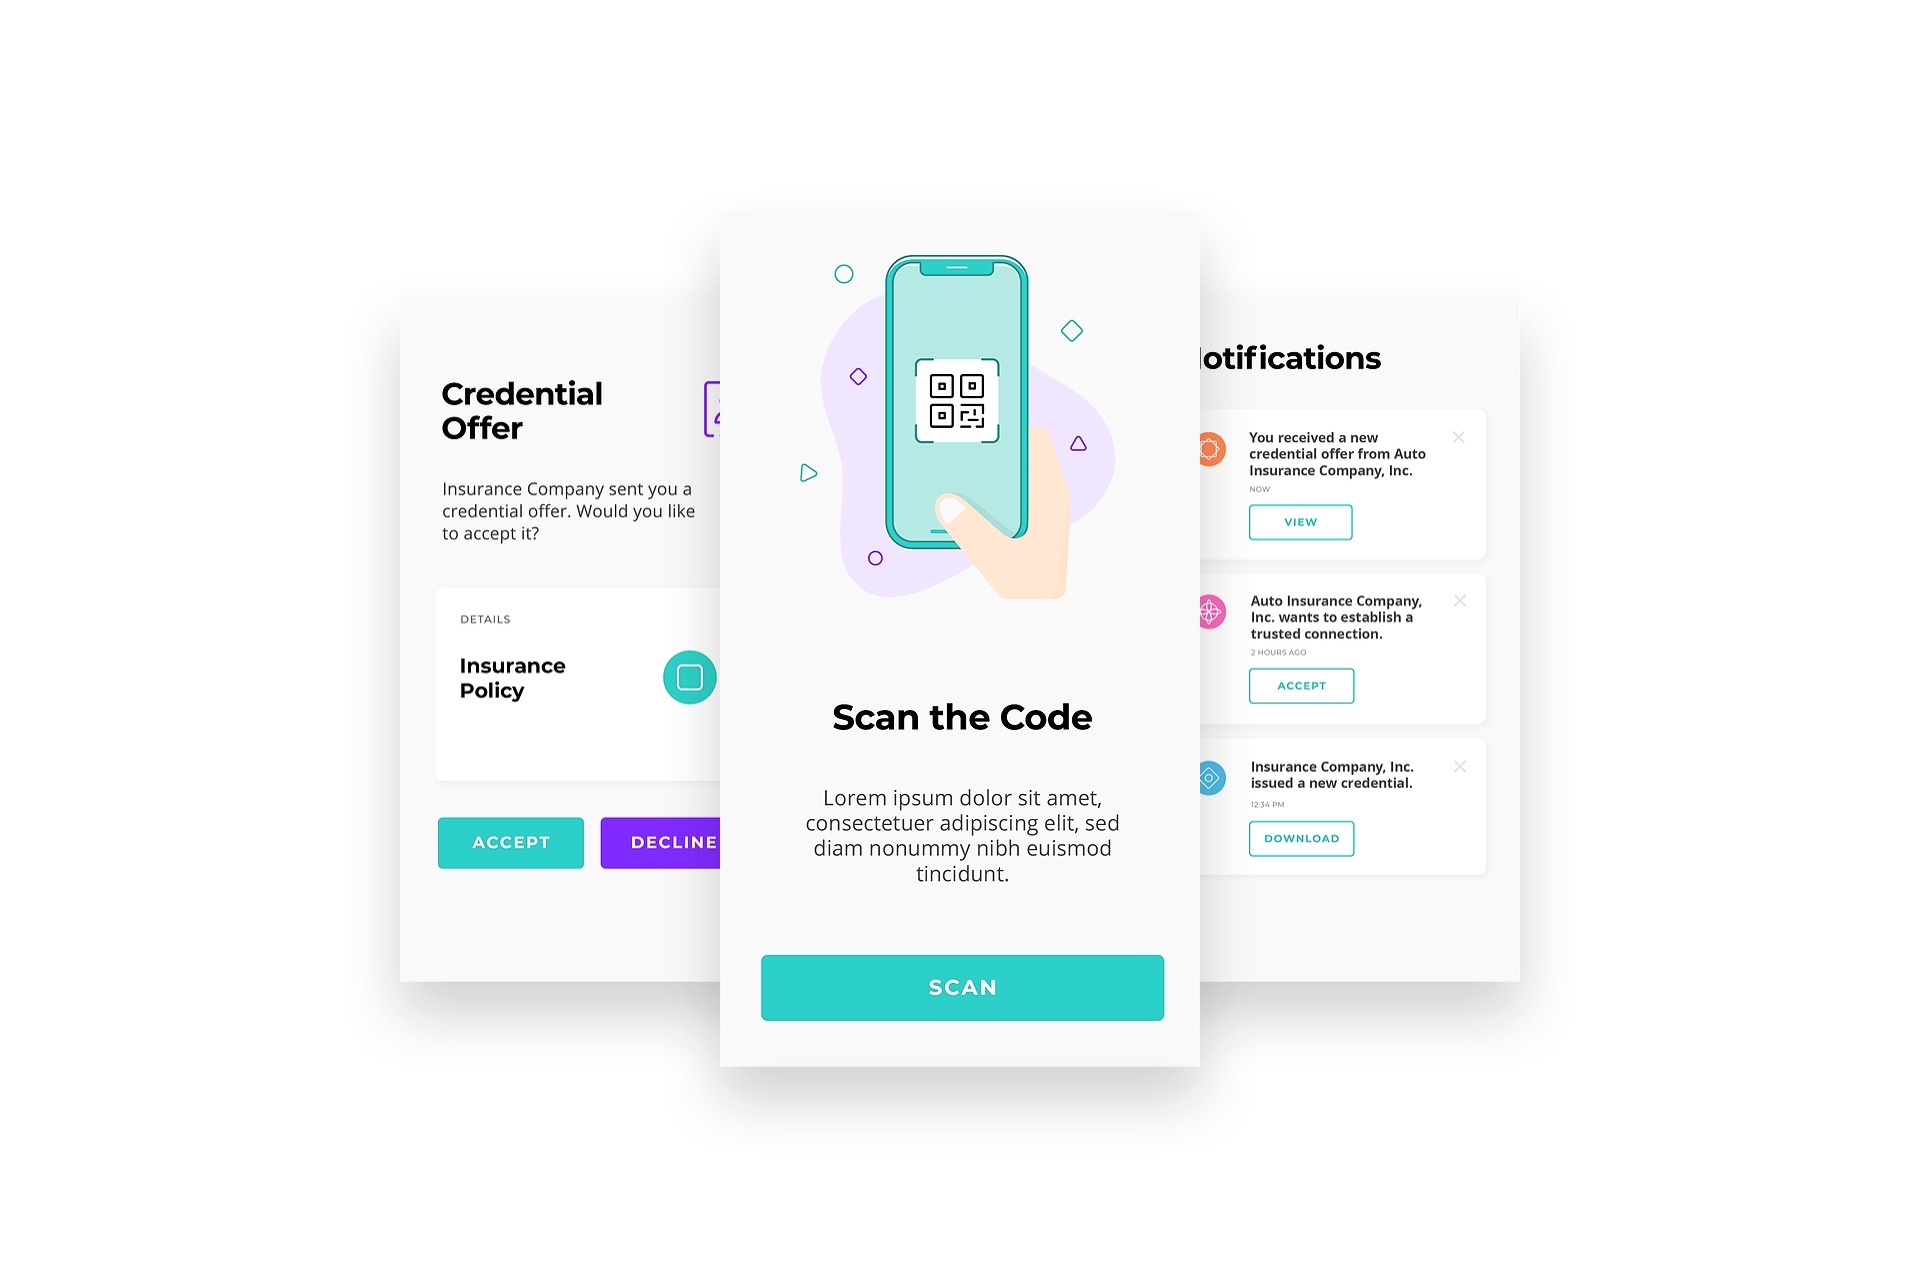 Credential
Offer
Insurance Company sent you a
credential offer. Would you like
to accept it?
DETAILS
Insurance
Policy
ACCEPT
DECLINE
Scan the Code
Lorem ipsum dolor sit amet,
consectetuer adipiscing elit, sed
diam nonummy nibh euismod
tincidunt.
SCAN
otifications
You received a new
credential offer from Auto
Insurance Company, Inc.
NOW
VIEW
Auto Insurance Company,
Inc. wants to establish a
trusted connection.
2 HOURS AGO
ACCEPT
Insurance Company, Inc.
issued a new credential.
12:34 PM
DOWNLOAD